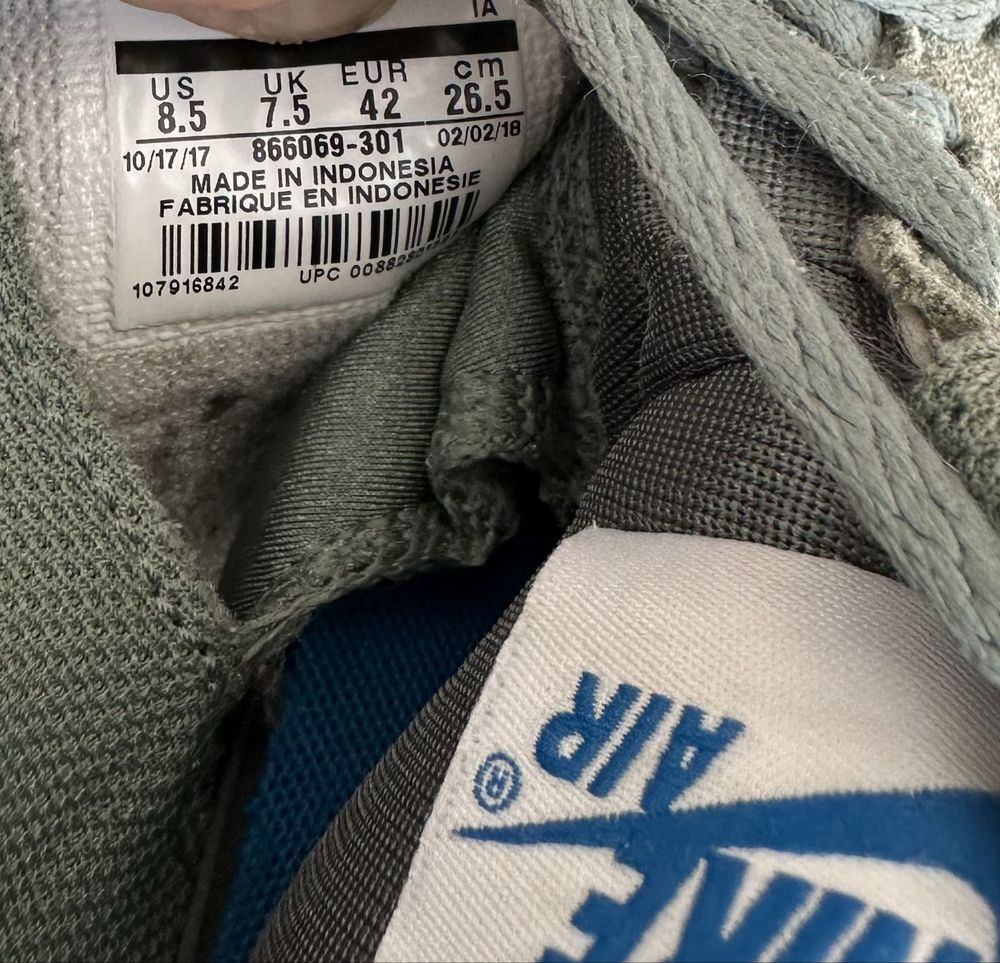 IA
US UK EUR cm
8.5 7.5 42 26.5
10/17/17 866069-301 02/02/18
MADE IN INDONESIA
FABRIQUE EN INDONESIE
107916842 UPC
NIKE
AIR
®